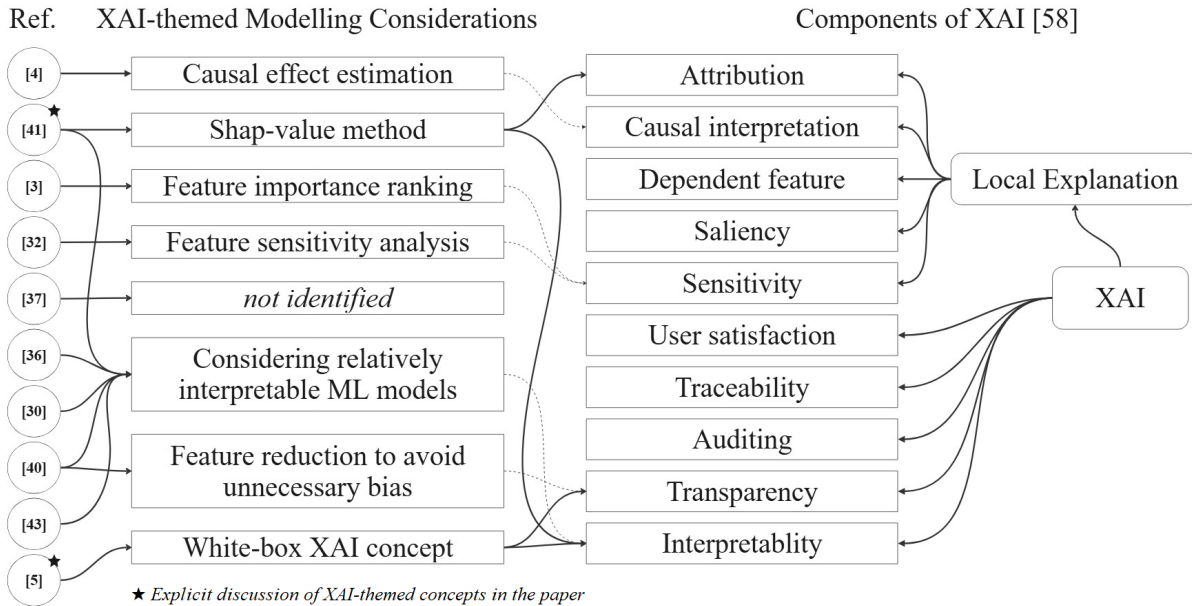 Ref. XAI-themed Modelling Considerations Components of XAI [58]
[4]
[41]
[3]
[32]
[37]
[36]
[30]
[40]
[43]
[5]
Causal effect estimation
Shap-value method
Feature importance ranking
Feature sensitivity analysis
not identified
Considering relatively
interpretable ML models
Feature reduction to avoid
unnecessary bias
White-box XAI concept
Attribution
Causal interpretation
Dependent feature
Saliency
Sensitivity
User satisfaction
Traceability
Auditing
Transparency
Interpretablity
Local Explanation
XAI
★ Explicit discussion of XAI-themed concepts in the paper